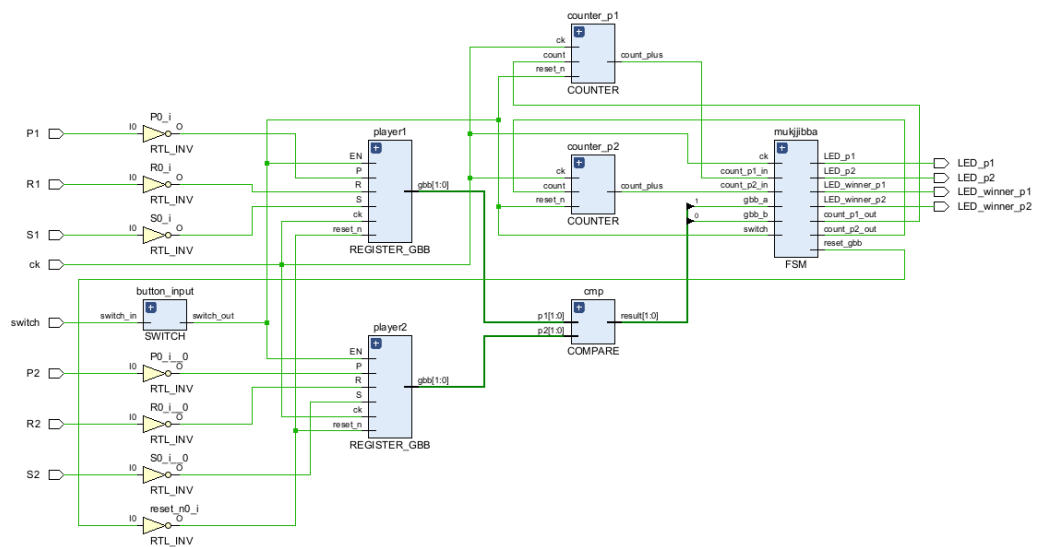 counter_p1
ck
count
reset_n
count_plus
COUNTER
P1
I0
P0_i
O
RTL_INV
R1
I0
R0_i
O
RTL_INV
S1
I0
S0_i
O
RTL_INV
ck
player1
EN
P
R
S
ck
reset_n
gbb[1:0]
REGISTER_GBB
counter_p2
ck
count
reset_n
count_plus
COUNTER
mukjjibba
ck
count_p1_in
count_p2_in
gbb_a
gbb_b
switch
1
0
LED_p1
LED_p2
LED_winner_p1
LED_winner_p2
count_p1_out
count_p2_out
reset_gbb
FSM
LED_p1
LED_p2
LED_winner_p1
LED_winner_p2
switch
button_input
switch_in
switch_out
SWITCH
cmp
p1[1:0]
p2[1:0]
result[1:0]
COMPARE
player2
EN
P
R
S
ck
reset_n
gbb[1:0]
REGISTER_GBB
P2
I0
P0_i__0
O
RTL_INV
R2
I0
R0_i__0
O
RTL_INV
S2
I0
S0_i__0
O
RTL_INV
I0
reset_n0_i
O
RTL_INV